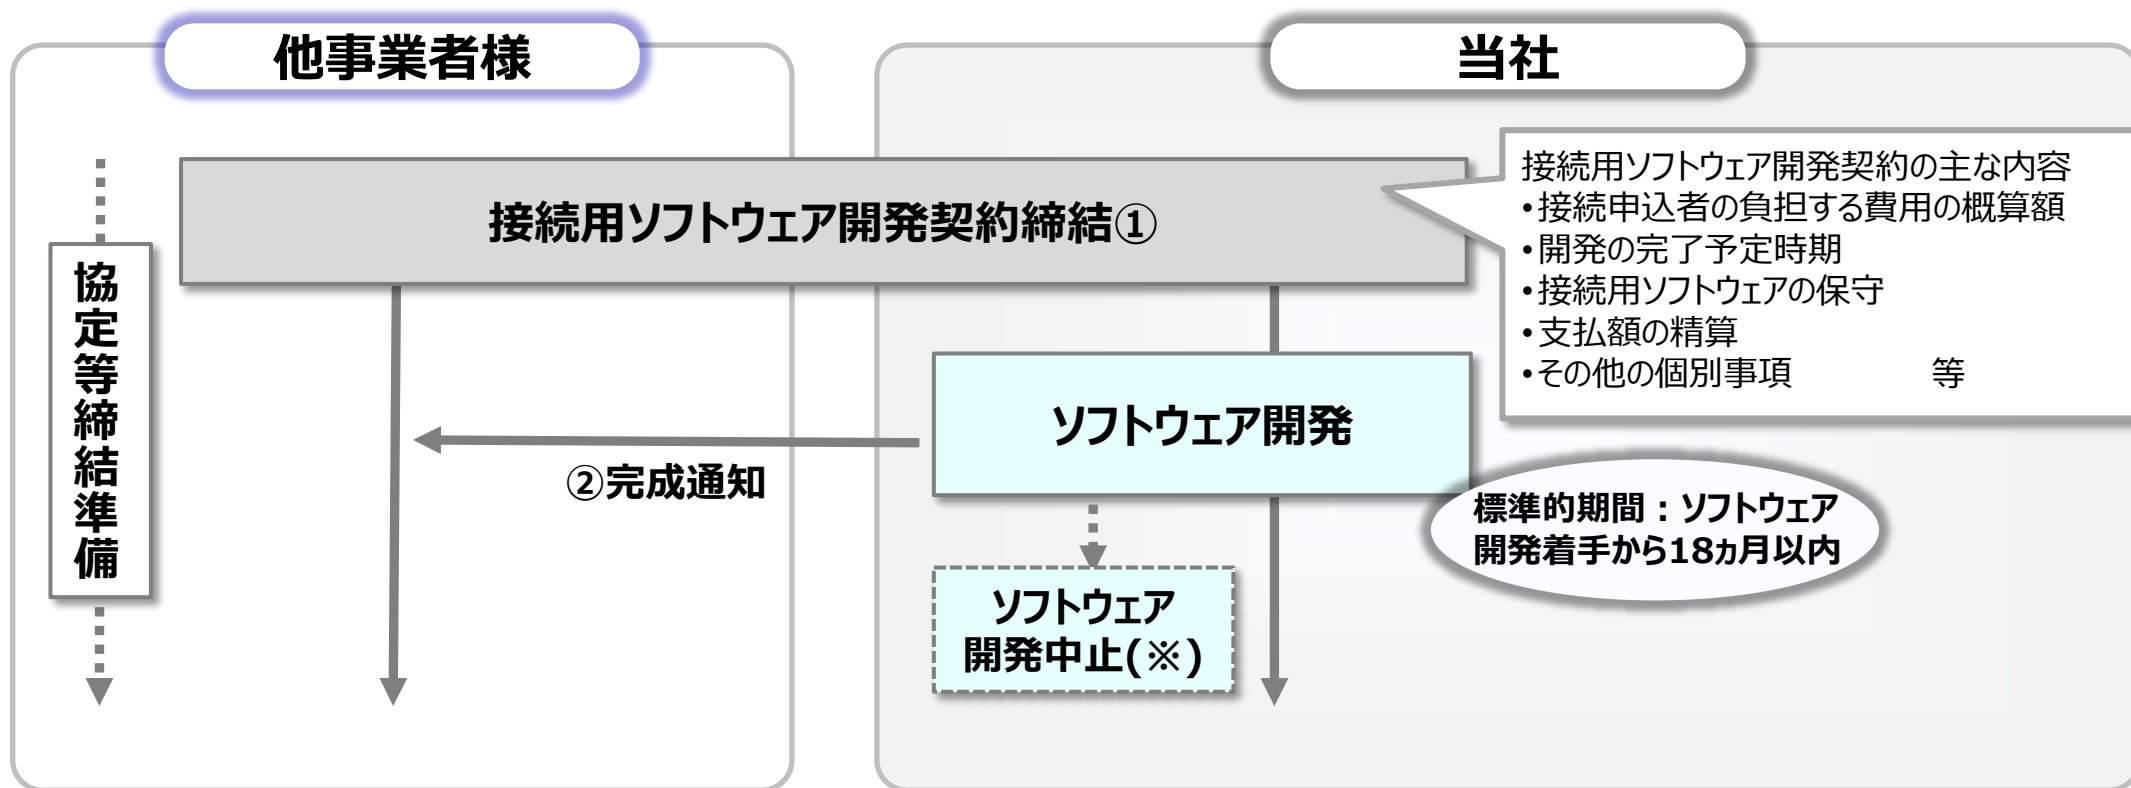 他事業者様
当社
接続用ソフトウェア開発契約締結①
接続用ソフトウェア開発契約の主な内容
•接続申込者の負担する費用の概算額
•開発の完了予定時期
•接続用ソフトウェアの保守
•支払額の精算
•その他の個別事項　　　　等
協定等締結準備
ソフトウェア開発
②完成通知
標準的期間：ソフトウェア
開発着手から18ヵ月以内
ソフトウェア
開発中止(※)